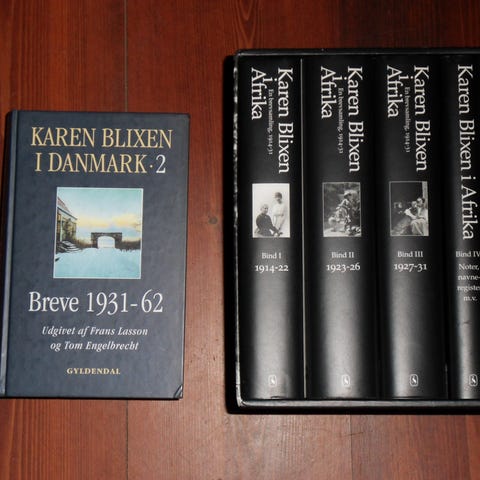 KAREN BLIXEN
I DANMARK · 2
Breve 1931-62
Udgivet af Frans Lasson
og Tom Engelbrecht
GYLDENDAL
Karen Blixen
i
Afrika
En brevsamling, 1914-31
Bind I
1914-22
Karen Blixen
i
Afrika
En brevsamling, 1914-31
Bind II
1923-26
Karen Blixen
i
Afrika
En brevsamling, 1914-31
Bind III
1927-31
Karen Blixen i Afrika
Bind IV
Noter,
navne-
register
m.v.